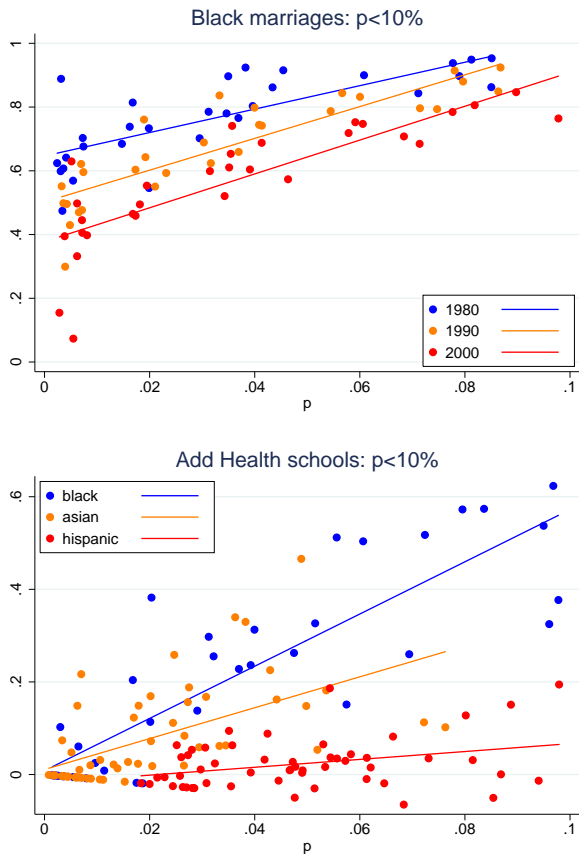 Black marriages: p<10%
1
.8
.6
.4
.2
0
1980
1990
2000
0 .02 .04 .06 .08 .1
p
Add Health schools: p<10%
.6
.4
.2
0
black
asian
hispanic
0 .02 .04 .06 .08 .1
p